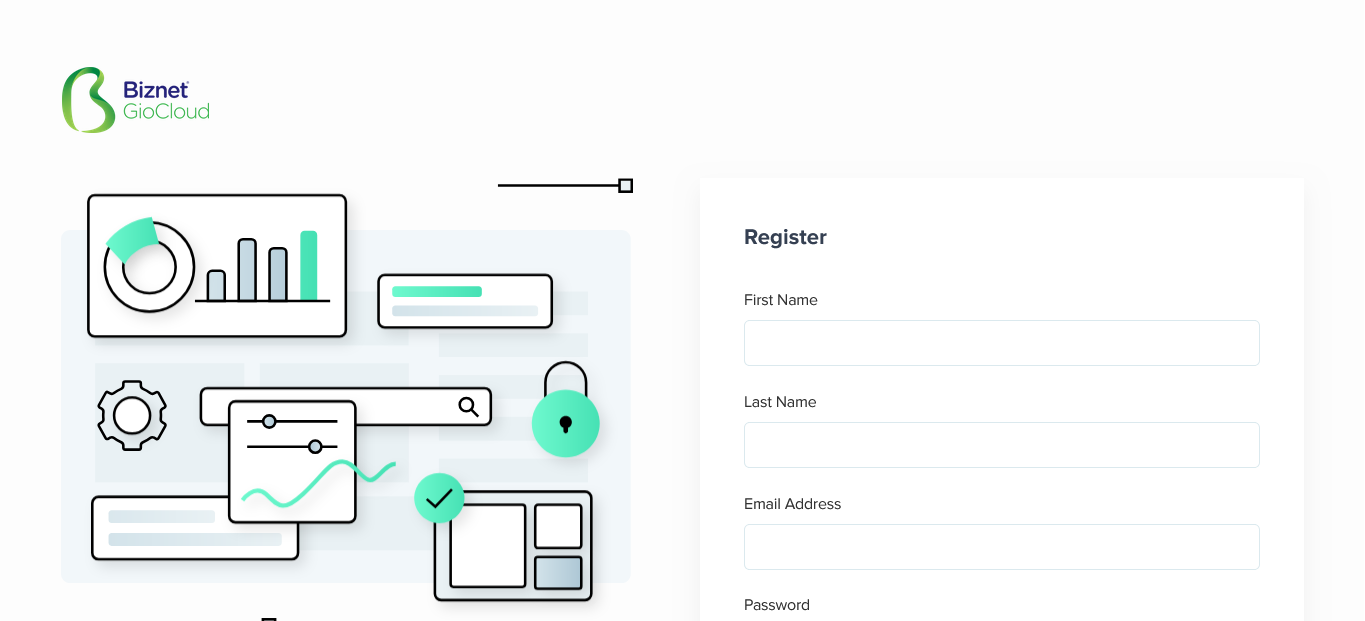 Biznet
GioCloud
Register
First Name
Last Name
Email Address
Password